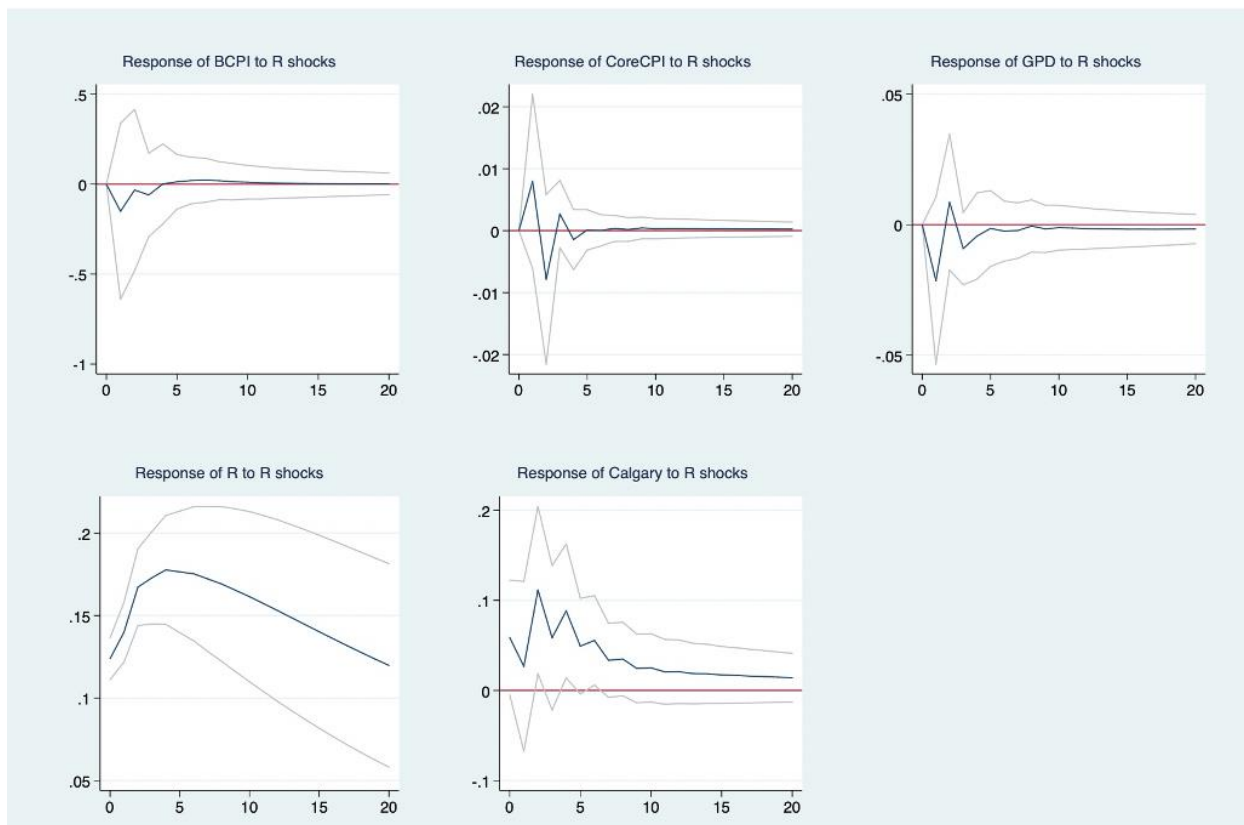 Response of BCPI to R shocks
.5
0
-.5
-1
0 5 10 15 20
Response of CoreCPI to R shocks
.02
.01
0
-.01
-.02
0 5 10 15 20
Response of GPD to R shocks
.05
0
-.05
0 5 10 15 20
Response of R to R shocks
.2
.15
.1
.05
0 5 10 15 20
Response of Calgary to R shocks
.2
.1
0
-.1
0 5 10 15 20